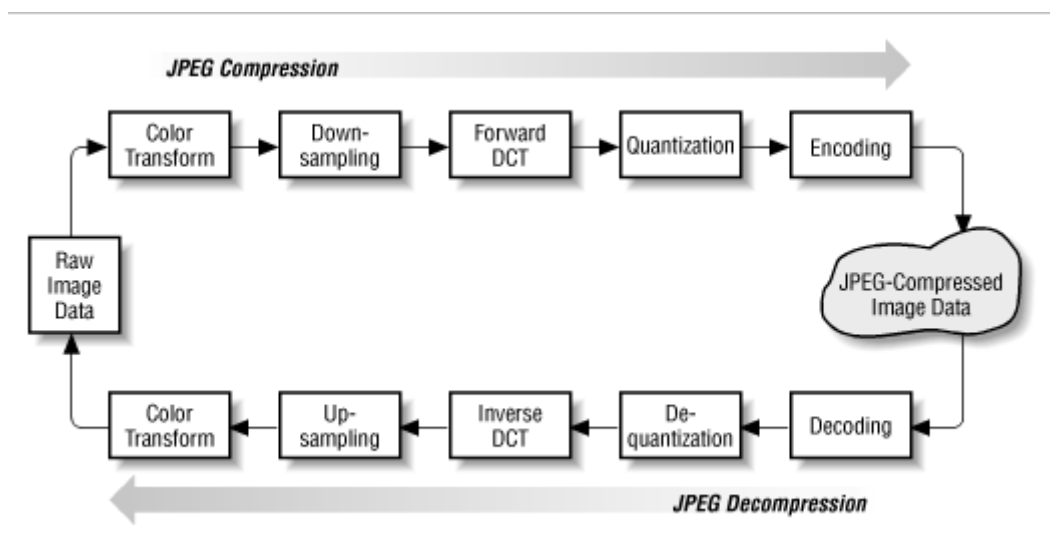 JPEG Compression
Color
Transform
Down-
sampling
Forward
DCT
Quantization
Encoding
Raw
Image
Data
JPEG-Compressed
Image Data
Color
Transform
Up-
sampling
Inverse
DCT
De-
quantization
Decoding
JPEG Decompression